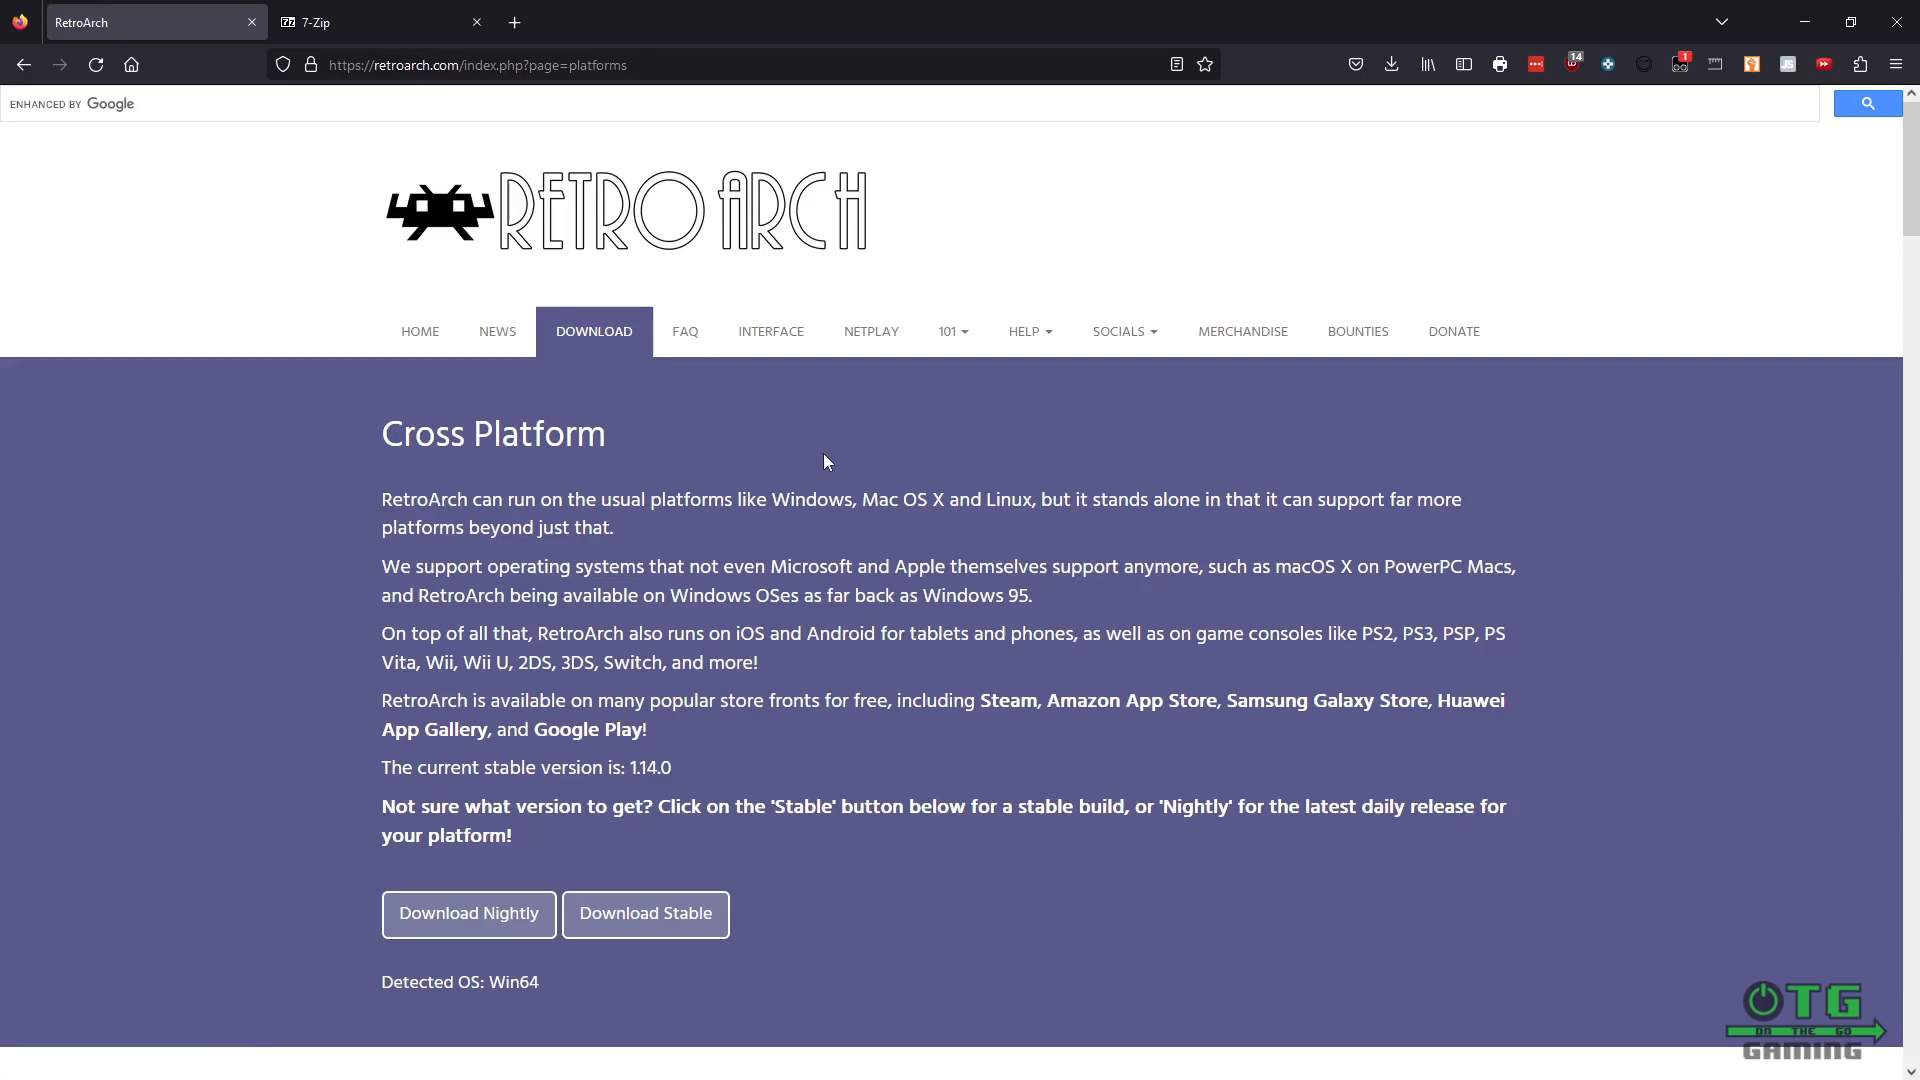 RetroArch
7-Zip
https://retroarch.com/index.php?page=platforms
14
1
JS
ENHANCED BY Google
RETROARCH
HOME
NEWS
DOWNLOAD
FAQ
INTERFACE
NETPLAY
101
HELP
SOCIALS
MERCHANDISE
BOUNTIES
DONATE
Cross Platform
RetroArch can run on the usual platforms like Windows, Mac OS X and Linux, but it stands alone in that it can support far more
platforms beyond just that.
We support operating systems that not even Microsoft and Apple themselves support anymore, such as macOS X on PowerPC Macs,
and RetroArch being available on Windows OSes as far back as Windows 95.
On top of all that, RetroArch also runs on iOS and Android for tablets and phones, as well as on game consoles like PS2, PS3, PSP, PS
Vita, Wii, Wii U, 2DS, 3DS, Switch, and more!
RetroArch is available on many popular store fronts for free, including Steam, Amazon App Store, Samsung Galaxy Store, Huawei
App Gallery, and Google Play!
The current stable version is: 1.14.0
Not sure what version to get? Click on the 'Stable' button below for a stable build, or 'Nightly' for the latest daily release for
your platform!
Download Nightly
Download Stable
Detected OS: Win64
OTG
ON THE GO
GAMING